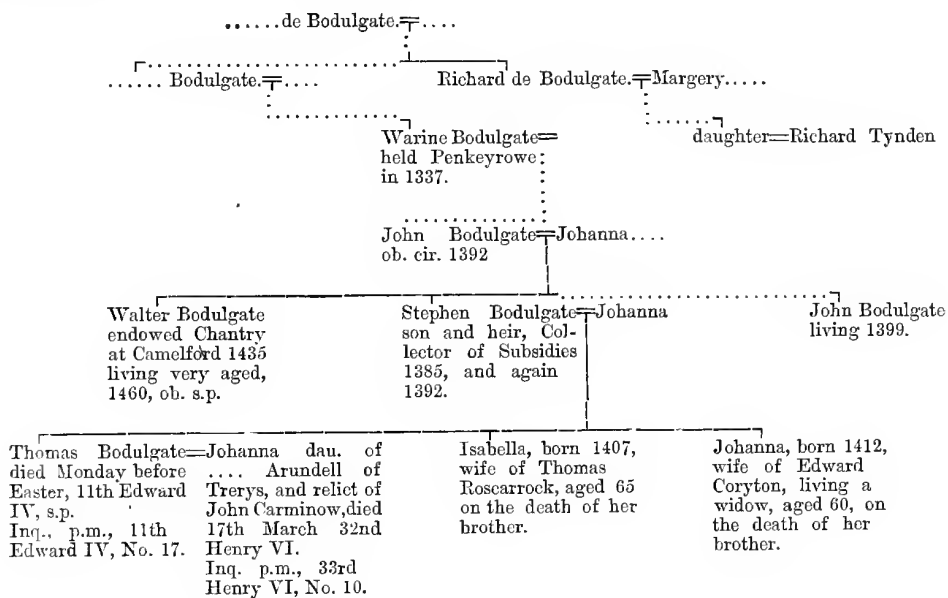 ......de Bodulgate.=....
...... Bodulgate.=....
Richard de Bodulgate.=Margery.....
Warine Bodulgate=
held Penkeyrowe
in 1337.
daughter=Richard Tynden
John Bodulgate=Johanna....
ob. cir. 1392
Walter Bodulgate
endowed Chantry
at Camelford 1435
living very aged,
1460, ob. s.p.
Stephen Bodulgate=Johanna
son and heir, Col-
lector of Subsidies
1385, and again
1392.
John Bodulgate
living 1399.
Thomas Bodulgate=
died Monday before
Easter, 11th Edward
IV, s.p.
Inq., p.m., 11th
Edward IV, No. 17.
Johanna dau. of
.... Arundell of
Trerys, and relict of
John Carminow, died
17th March 32nd
Henry VI.
Inq. p.m., 33rd
Henry VI, No. 10.
Isabella, born 1407,
wife of Thomas
Roscarrock, aged 65
on the death of her
brother.
Johanna, born 1412,
wife of Edward
Coryton, living a
widow, aged 60, on
the death of her
brother.